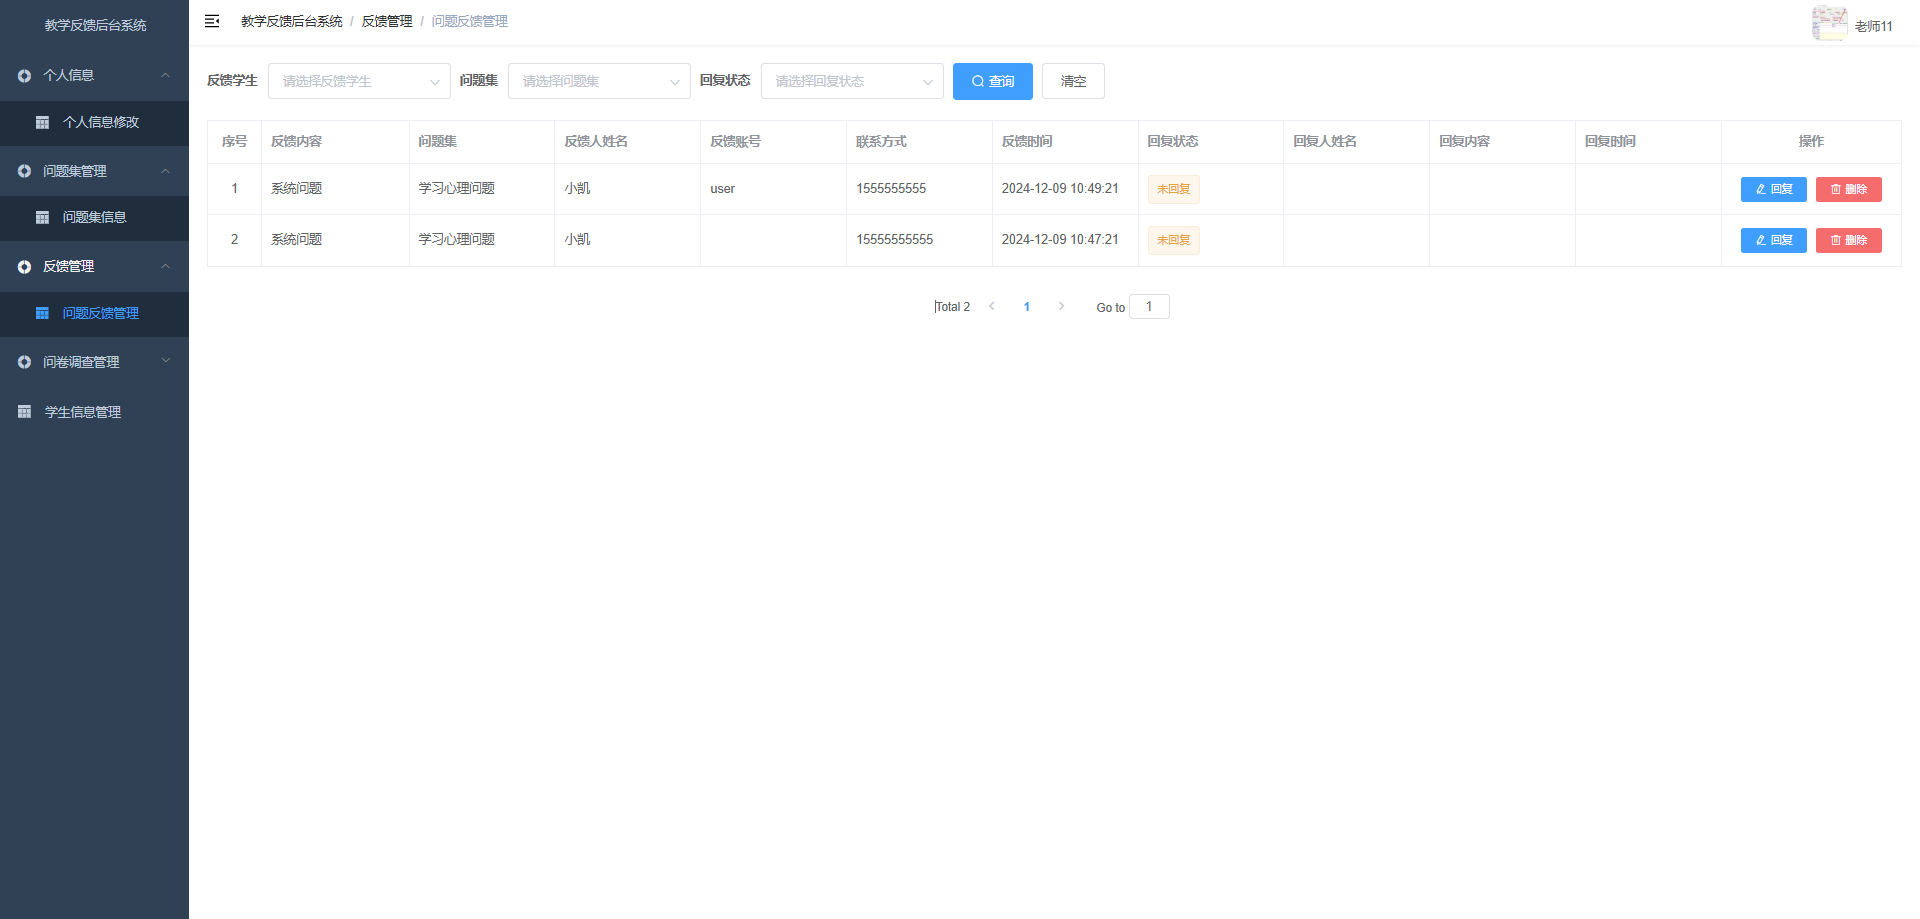 教学反馈后台系统
个人信息
个人信息修改
问题集管理
问题集信息
反馈管理
问题反馈管理
问卷调查管理
学生信息管理
教学反馈后台系统 / 反馈管理 / 问题反馈管理
老师11
反馈学生 请选择反馈学生 问题集 请选择问题集 回复状态 请选择回复状态 查询 清空
序号 反馈内容 问题集 反馈人姓名 反馈账号 联系方式 反馈时间 回复状态 回复人姓名 回复内容 回复时间 操作
1 系统问题 学习心理问题 小凯 user 1555555555 2024-12-09 10:49:21 未回复 回复 删除
2 系统问题 学习心理问题 小凯 15555555555 2024-12-09 10:47:21 未回复 回复 删除
Total 2 1 Go to 1